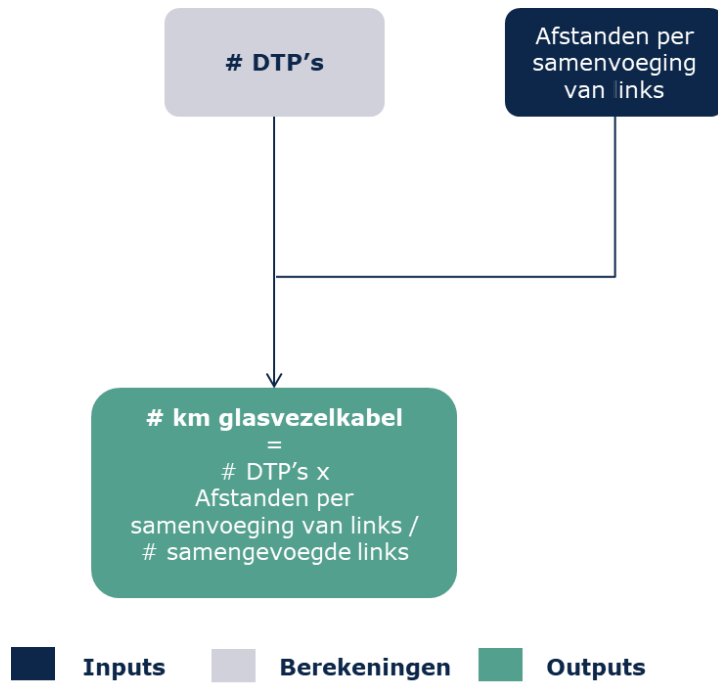 # DTP’s
Afstanden per
samenvoeging
van links
# km glasvezelkabel
=
# DTP’s x
Afstanden per
samenvoeging van links /
# samengevoegde links
Inputs
Berekeningen
Outputs